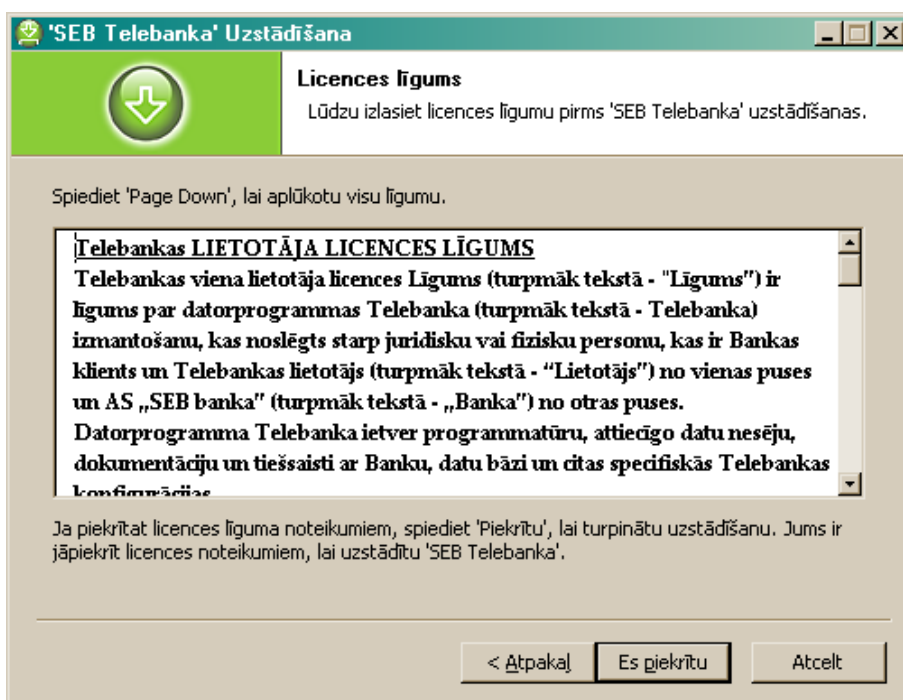 'SEB Telebanka' Uzstādīšana
Licences līgums
Lūdzu izlasiet licences līgumu pirms 'SEB Telebanka' uzstādīšanas.
Spiediet 'Page Down', lai aplūkotu visu līgumu.
Telebankas LIETOTĀJA LICENCES LĪGUMS
Telebankas viena lietotāja licences Līgums (turpmāk tekstā - "Līgums") ir
līgums par datorprogrammas Telebanka (turpmāk tekstā - Telebanka)
izmantošanu, kas noslēgts starp juridisku vai fizisku personu, kas ir Bankas
klients un Telebankas lietotājs (turpmāk tekstā - “Lietotājs”) no vienas puses
un AS „SEB banka” (turpmāk tekstā - „Banka”) no otras puses.
Datorprogramma Telebanka ietver programmatūru, attiecīgo datu nesēju,
dokumentāciju un tiešsaisti ar Banku, datu bāzi un citas specifiskās Telebankas
konfigurācijas
Ja piekrītat licences līguma noteikumiem, spiediet 'Piekrītu', lai turpinātu uzstādīšanu. Jums ir
jāpiekrīt licences noteikumiem, lai uzstādītu 'SEB Telebanka'.
< Atpakaļ
Es piekrītu
Atcelt